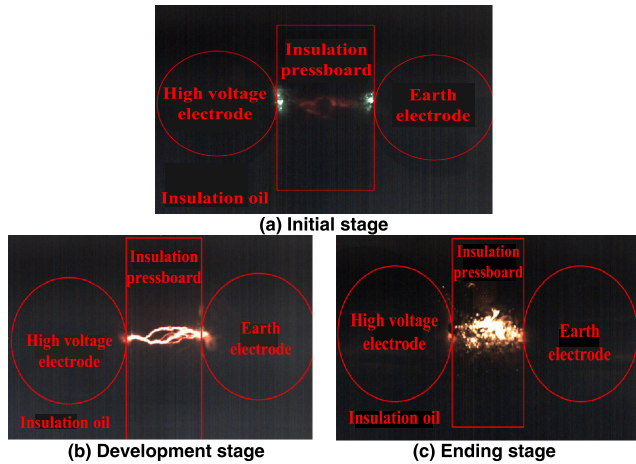 Insulation
pressboard
High voltage
electrode
Earth
electrode
Insulation oil
(a) Initial stage
Insulation
pressboard
High voltage
electrode
Earth
electrode
Insulation oil
(b) Development stage
Insulation
pressboard
High voltage
electrode
Earth
electrode
Insulation oil
(c) Ending stage